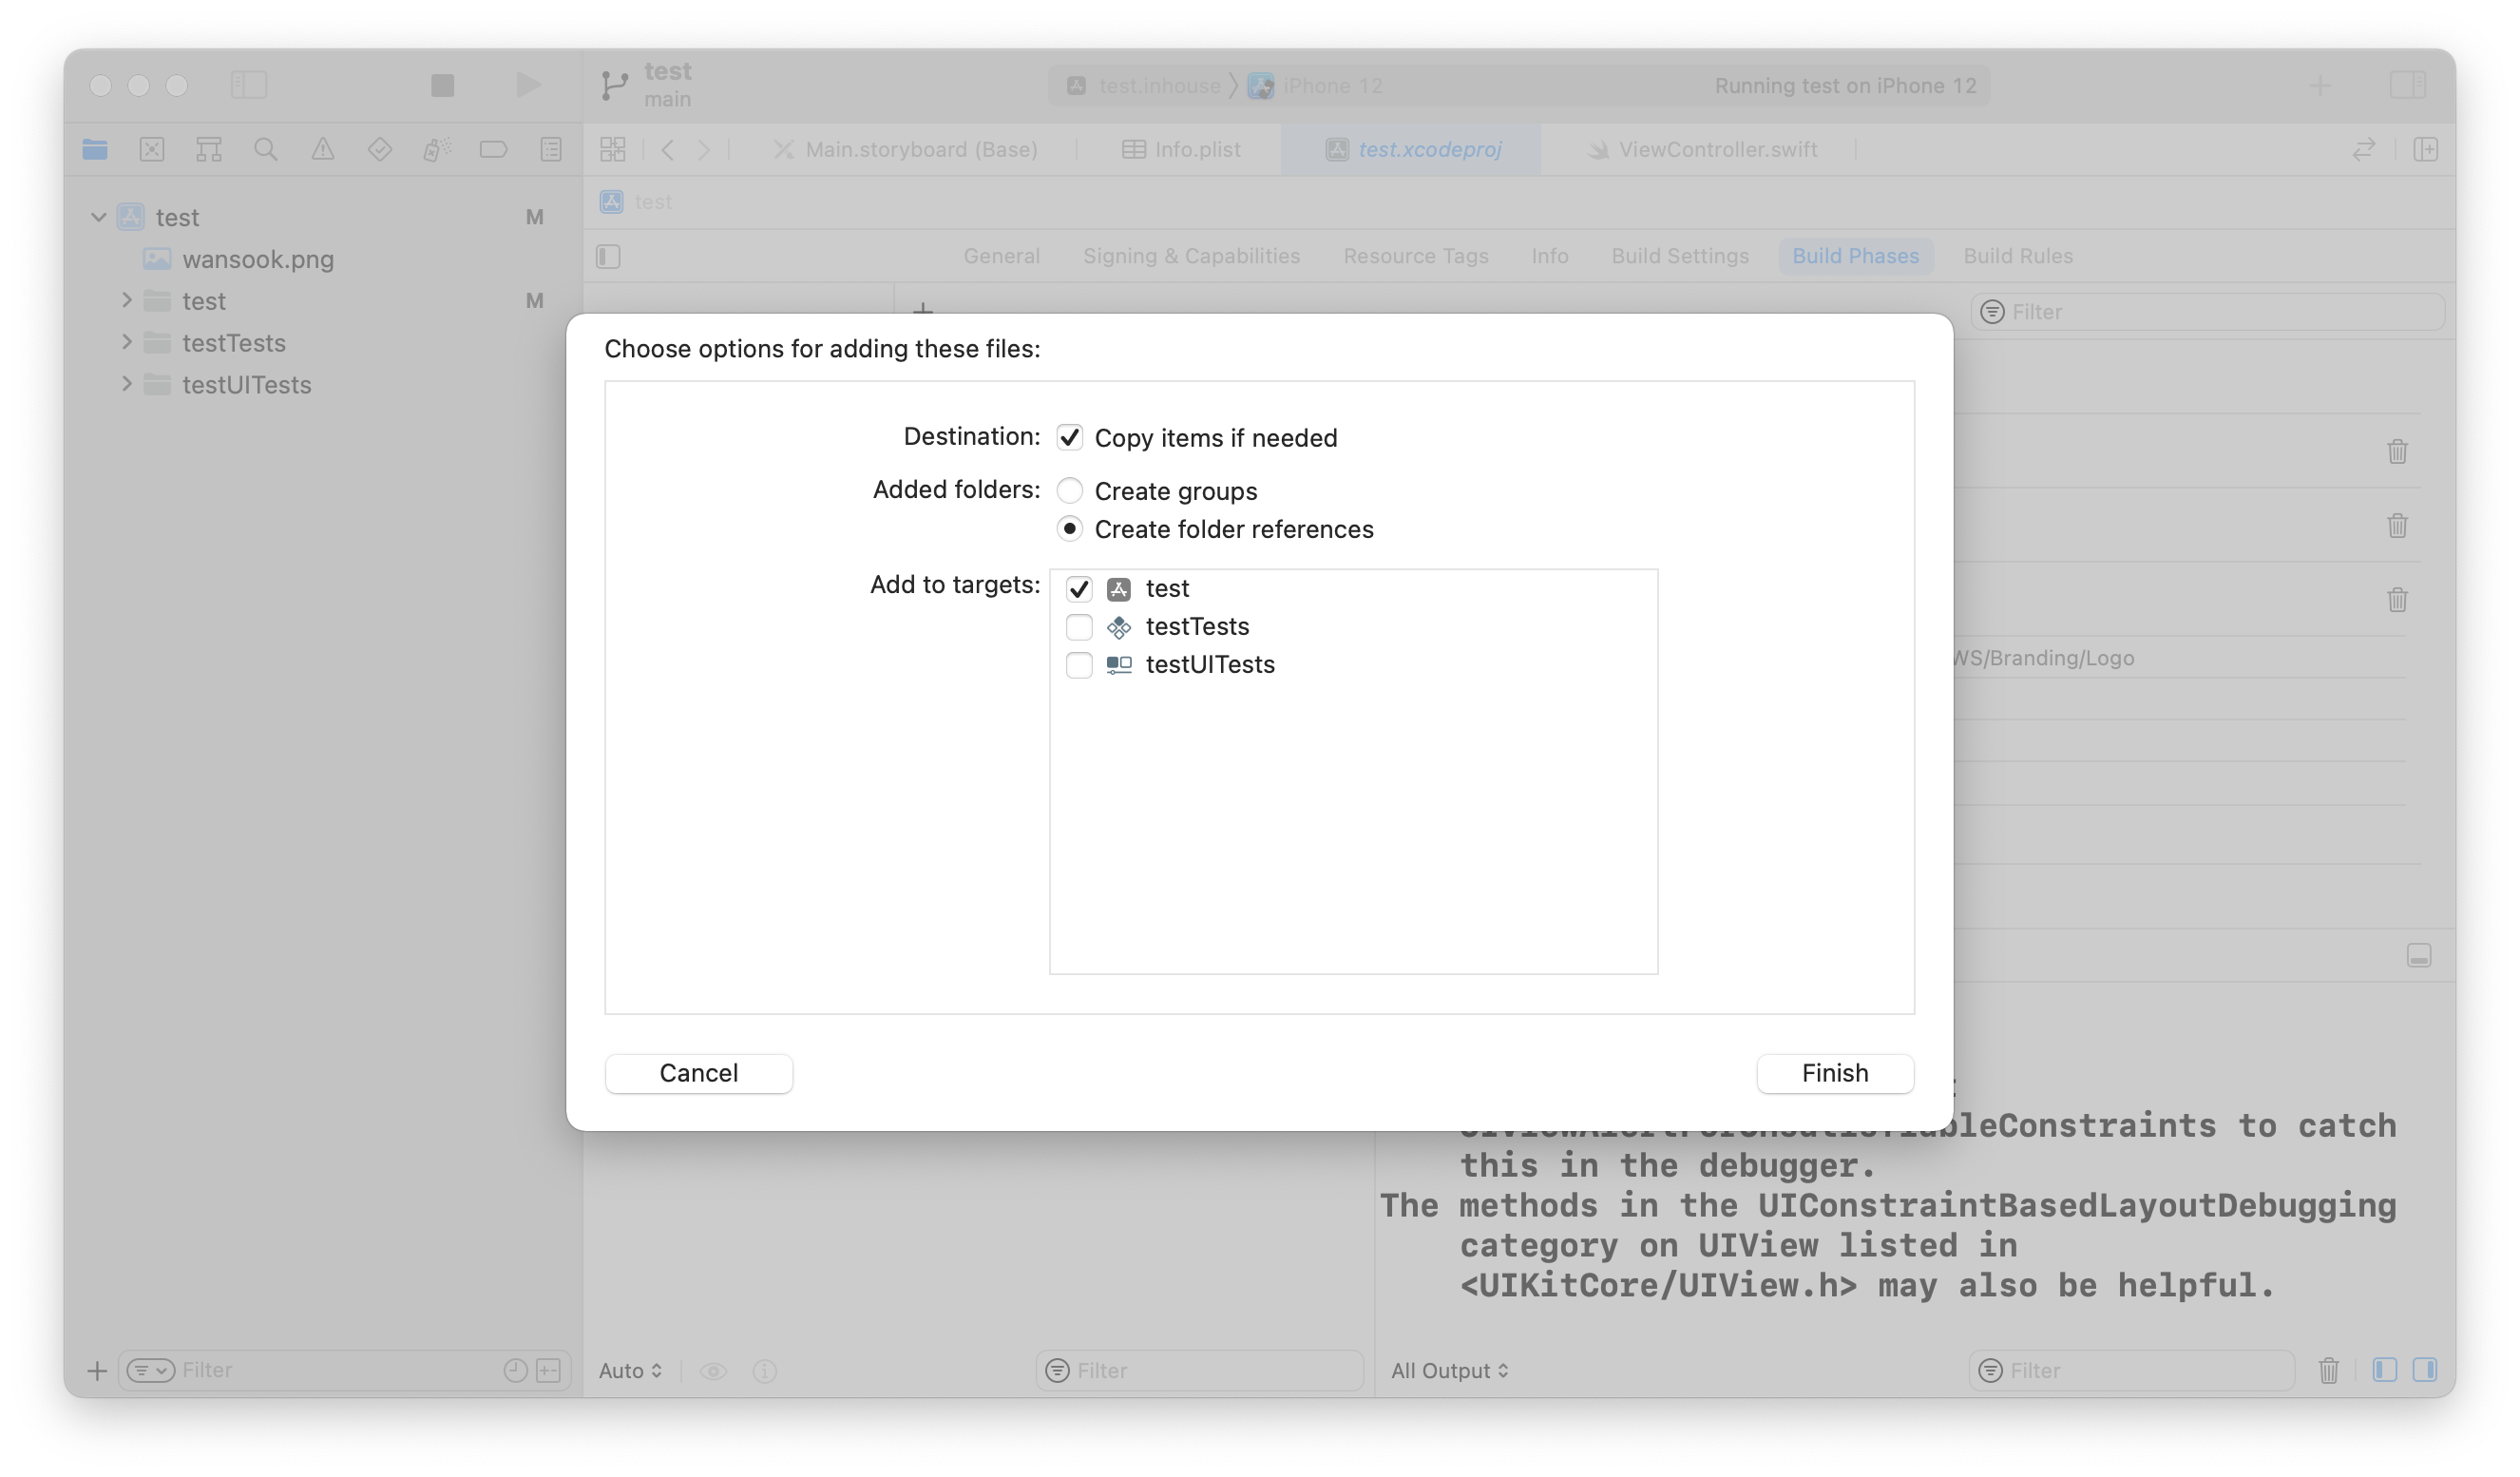 test
main
test.inhouse
iPhone 12
Running test on iPhone 12
Main.storyboard (Base)
Info.plist
test.xcodeproj
ViewController.swift
test M
wansook.png
test M
testTests
testUITests
test
General
Signing & Capabilities
Resource Tags
Info
Build Settings
Build Phases
Build Rules
Filter
Choose options for adding these files:
Destination: Copy items if needed
Added folders: Create groups
Create folder references
Add to targets: test
testTests
testUITests
Cancel
Finish
WS/Branding/Logo
leConstraints to catch
this in the debugger.
The methods in the UIConstraintBasedLayoutDebugging
category on UIView listed in
<UIKitCore/UIView.h> may also be helpful.
Filter
Auto
Filter
All Output
Filter